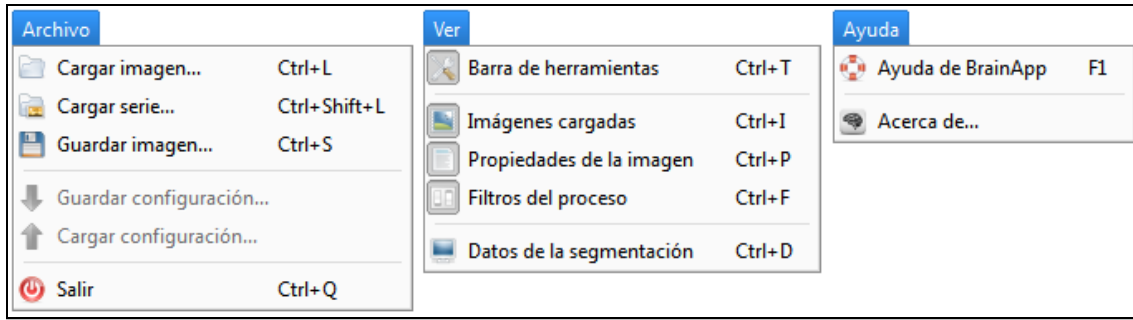 Archivo
Cargar imagen... Ctrl+L
Cargar serie... Ctrl+Shift+L
Guardar imagen... Ctrl+S
Guardar configuración...
Cargar configuración...
Salir Ctrl+Q
Ver
Barra de herramientas Ctrl+T
Imágenes cargadas Ctrl+I
Propiedades de la imagen Ctrl+P
Filtros del proceso Ctrl+F
Datos de la segmentación Ctrl+D
Ayuda
Ayuda de BrainApp F1
Acerca de...